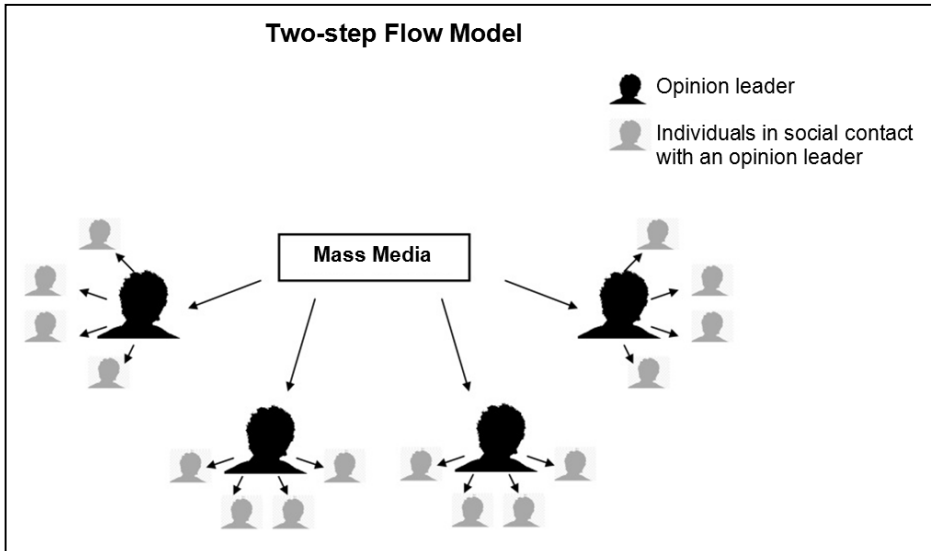 Two-step Flow Model
Opinion leader
Individuals in social contact
with an opinion leader
Mass Media